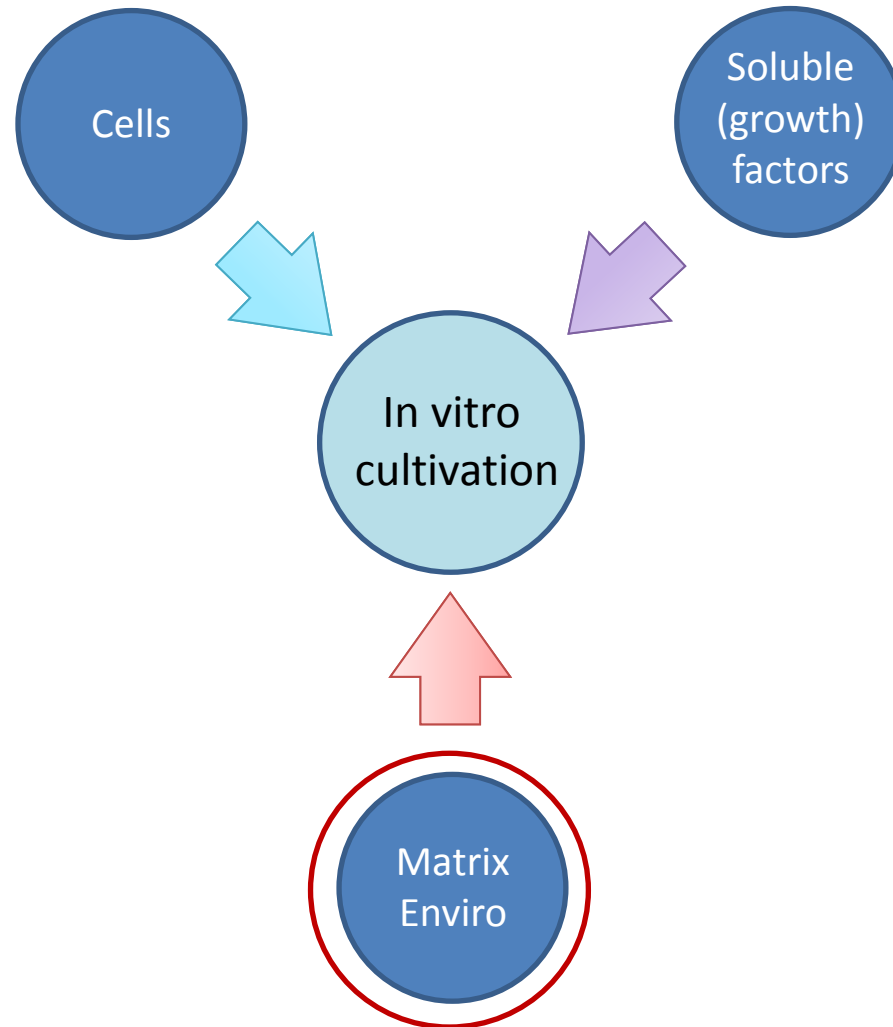 Cells
Soluble
(growth)
factors
In vitro
cultivation
Matrix
Enviro